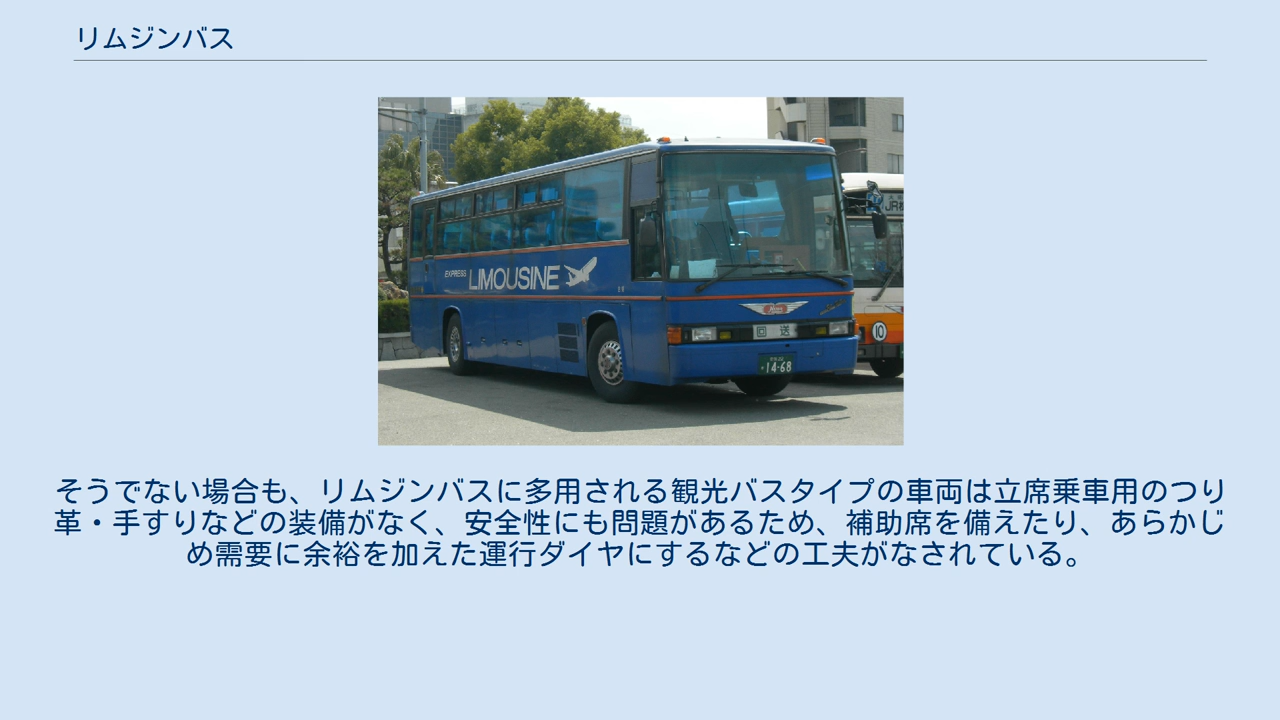 リムジンバス
JR
EXPRESS LIMOUSINE
回送
10
14-68
そうでない場合も、リムジンバスに多用される観光バスタイプの車両は立席乗車用のつり
革・手すりなどの装備がなく、安全性にも問題があるため、補助席を備えたり、あらかじ
め需要に余裕を加えた運行ダイヤにするなどの工夫がなされている。